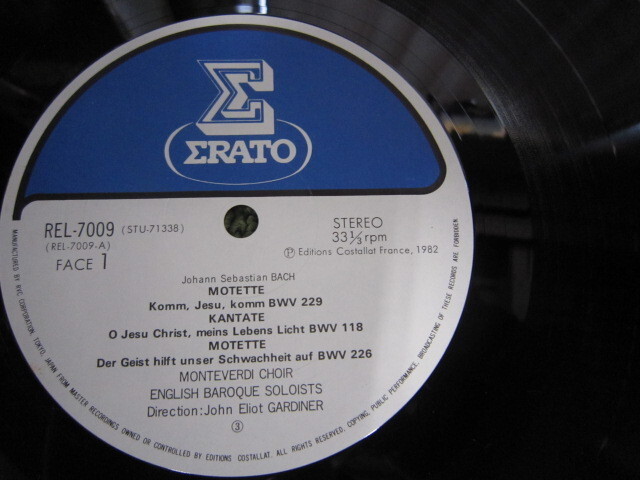 Σ
ΣRATO
REL-7009 (STU-71338)
(REL-7009-A)
FACE 1
STEREO
33 1/3 rpm
Ⓟ Editions Costallat France, 1982
Johann Sebastian BACH
MOTETTE
Komm, Jesu, komm BWV 229
KANTATE
O Jesu Christ, meins Lebens Licht BWV 118
MOTETTE
Der Geist hilft unser Schwachheit auf BWV 226
MONTEVERDI CHOIR
ENGLISH BAROQUE SOLOISTS
Direction: John Eliot GARDINER
③
MANUFACTURED BY RVC CORPORATION TOKYO, JAPAN FROM MASTER RECORDINGS OWNED OR CONTROLLED BY EDITIONS COSTALLAT. ALL RIGHTS RESERVED. COPYING, PUBLIC PERFORMANCE, BROADCASTING OF THESE RECORDS ARE FORBIDDEN